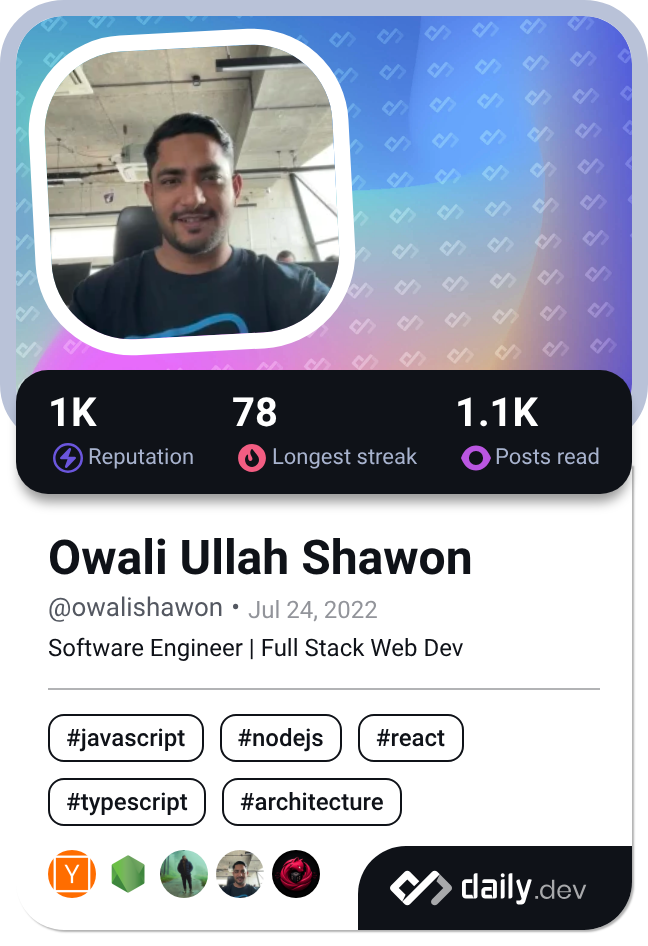 1K 78 1.1K
Reputation Longest streak Posts read
Owali Ullah Shawon
@owalishawon • Jul 24, 2022
Software Engineer | Full Stack Web Dev
#javascript #nodejs #react
#typescript #architecture
Y
daily.dev